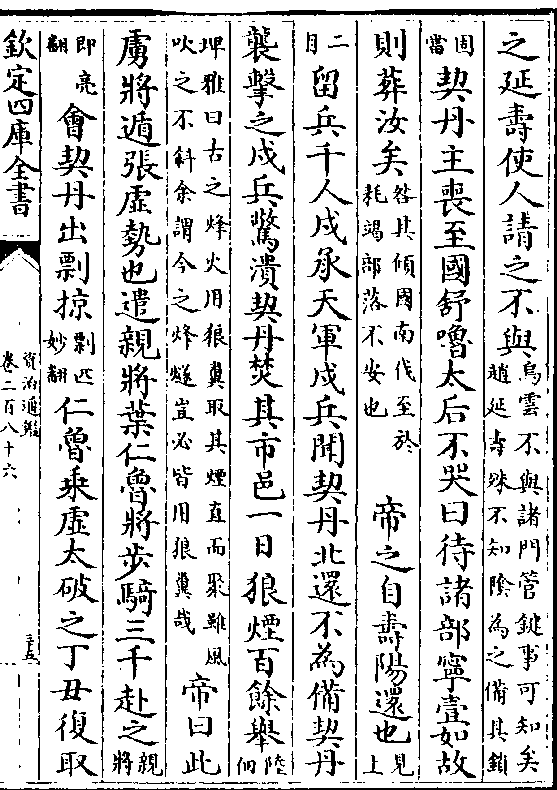 之延壽使人請之不與烏雲不與諸門管鍵事可知矣趙延壽殊不知陰為之備其鎖
固當契丹主喪至國舒嚕太后不哭曰待諸部寧壹如故
則葬汝矣咎其傾國南伐至於耗竭部落不安也 帝之自壽陽還也見上
二月留兵千人戍承天軍戍兵聞契丹北還不為備契丹
襲擊之戍兵驚潰契丹焚其市邑一日狼煙百餘舉陸佃
埤雅曰古之烽火用狼糞取其煙直而聚雖風吹之不斜余謂今之烽燧豈必皆用狼糞哉 帝曰此
虜將遁張虛勢也遣親將葉仁魯將步騎三千赴之親將
即亮翻會契丹出剽掠剽匹妙翻仁魯乘虛大破之丁丑復取
欽定四庫全書
資治通鑑
卷二百八十六
三五